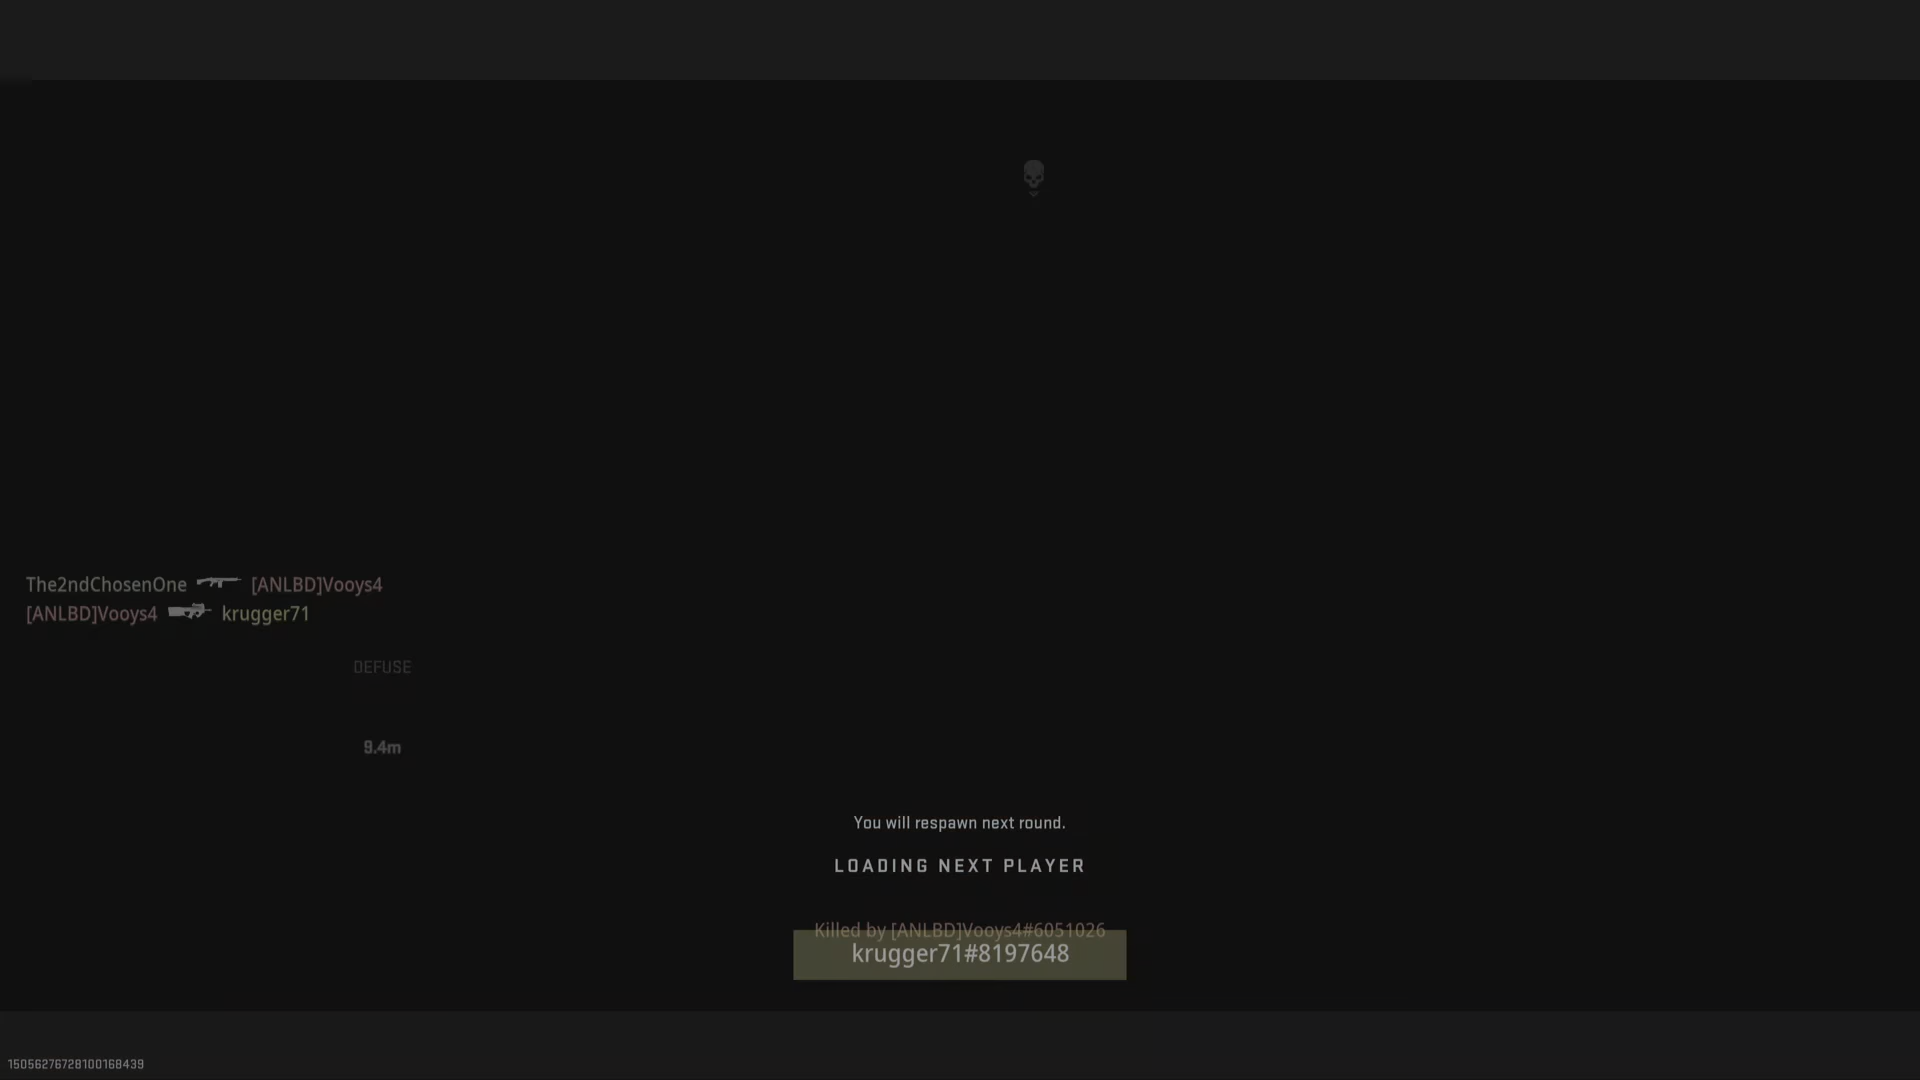 The2ndChosenOne [ANLBD]Vooys4
[ANLBD]Vooys4 krugger71
DEFUSE
9.4m
You will respawn next round.
LOADING NEXT PLAYER
Killed by [ANLBD]Vooys4#6051026
krugger71#8197648
15056276728100168439